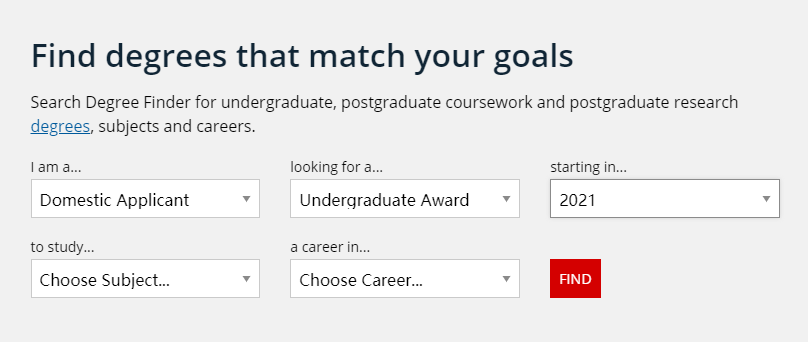 Find degrees that match your goals
Search Degree Finder for undergraduate, postgraduate coursework and postgraduate research
degrees, subjects and careers.
I am a...
looking for a...
starting in...
Domestic Applicant
Undergraduate Award
2021
to study...
a career in...
Choose Subject...
Choose Career...
FIND